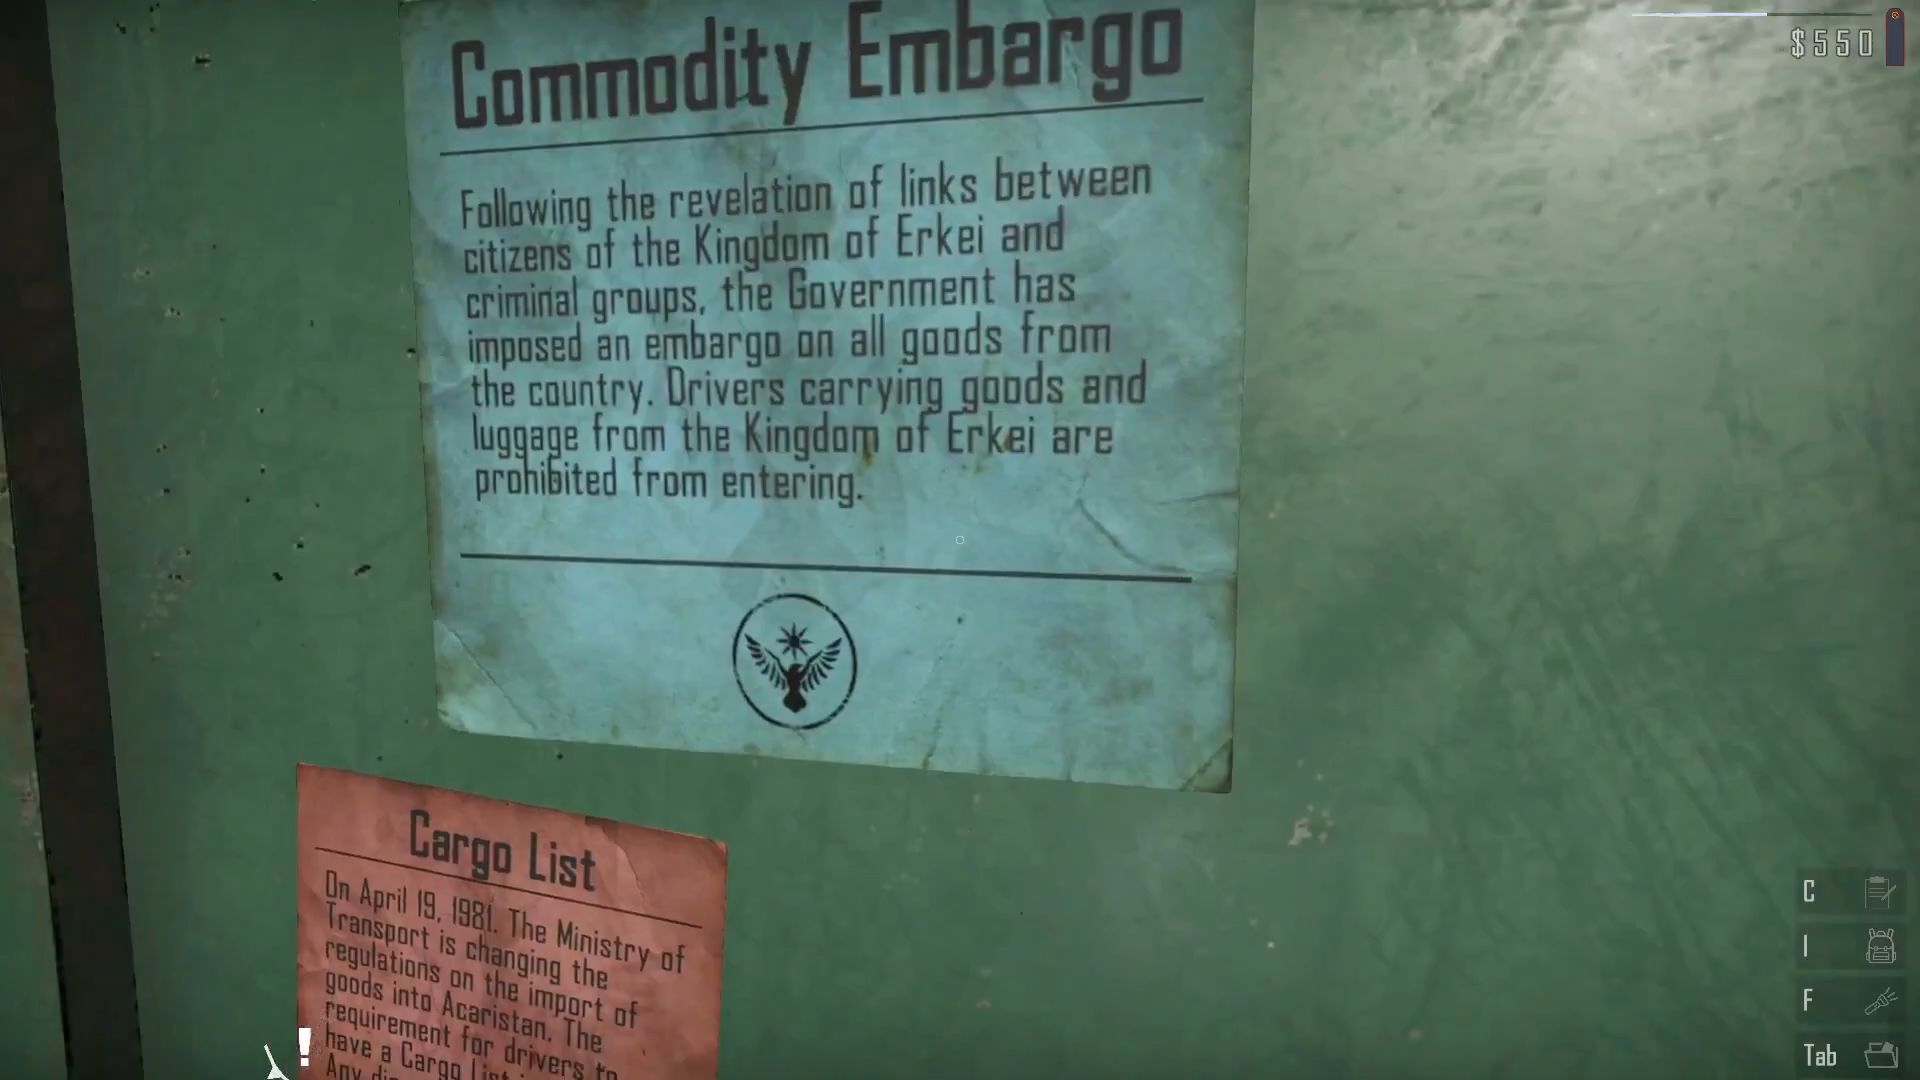 $550
Commodity Embargo
Following the revelation of links between
citizens of the Kingdom of Erkei and
criminal groups, the Government has
imposed an embargo on all goods from
the country. Drivers carrying goods and
luggage from the Kingdom of Erkei are
prohibited from entering.
Cargo List
On April 19, 1981. The Ministry of
Transport is changing the
regulations on the import of
goods into Acaristan. The
requirement for drivers to
have a Cargo List
Any
!
C
I
F
Tab